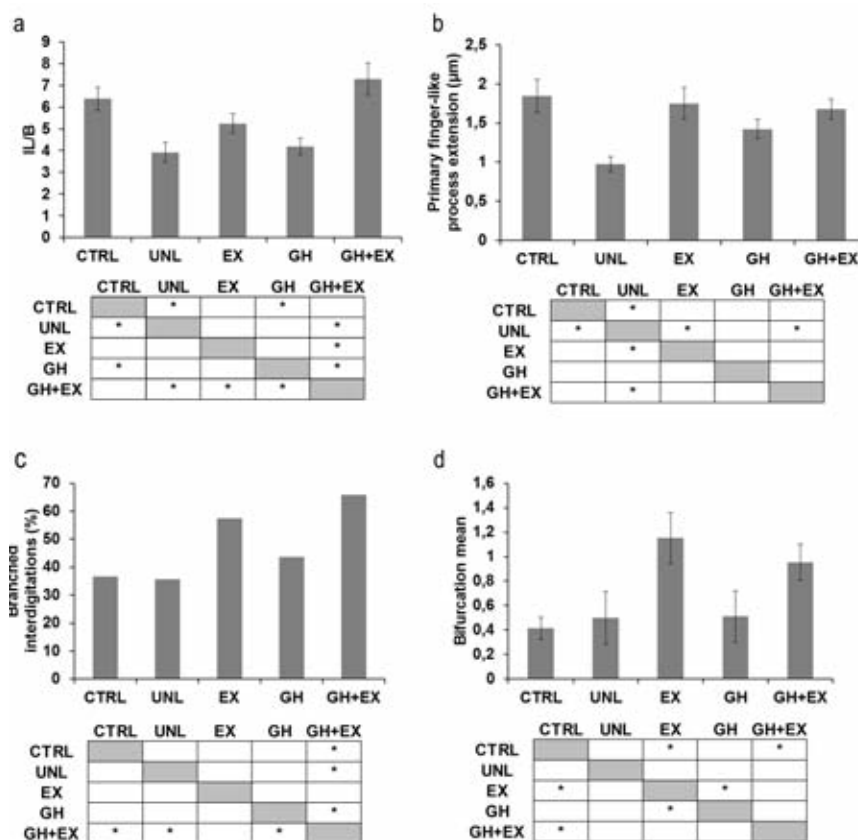 a
9
8
7
6
5
4
3
2
1
0
IL/B
CTRL UNL EX GH GH+EX
CTRL UNL EX GH GH+EX
CTRL * *
UNL * *
EX *
GH * *
GH+EX * * *
b
2,5
2
1,5
1
0,5
0
Primary finger-like
process extension (µm)
CTRL UNL EX GH GH+EX
CTRL UNL EX GH GH+EX
CTRL *
UNL * * *
EX *
GH
GH+EX *
c
70
60
50
40
30
20
10
0
Branched
interdigitations (%)
CTRL UNL EX GH GH+EX
CTRL UNL EX GH GH+EX
CTRL *
UNL *
EX
GH *
GH+EX * * *
d
1,6
1,4
1,2
1
0,8
0,6
0,4
0,2
0
Bifurcation mean
CTRL UNL EX GH GH+EX
CTRL UNL EX GH GH+EX
CTRL * *
UNL
EX * *
GH *
GH+EX *